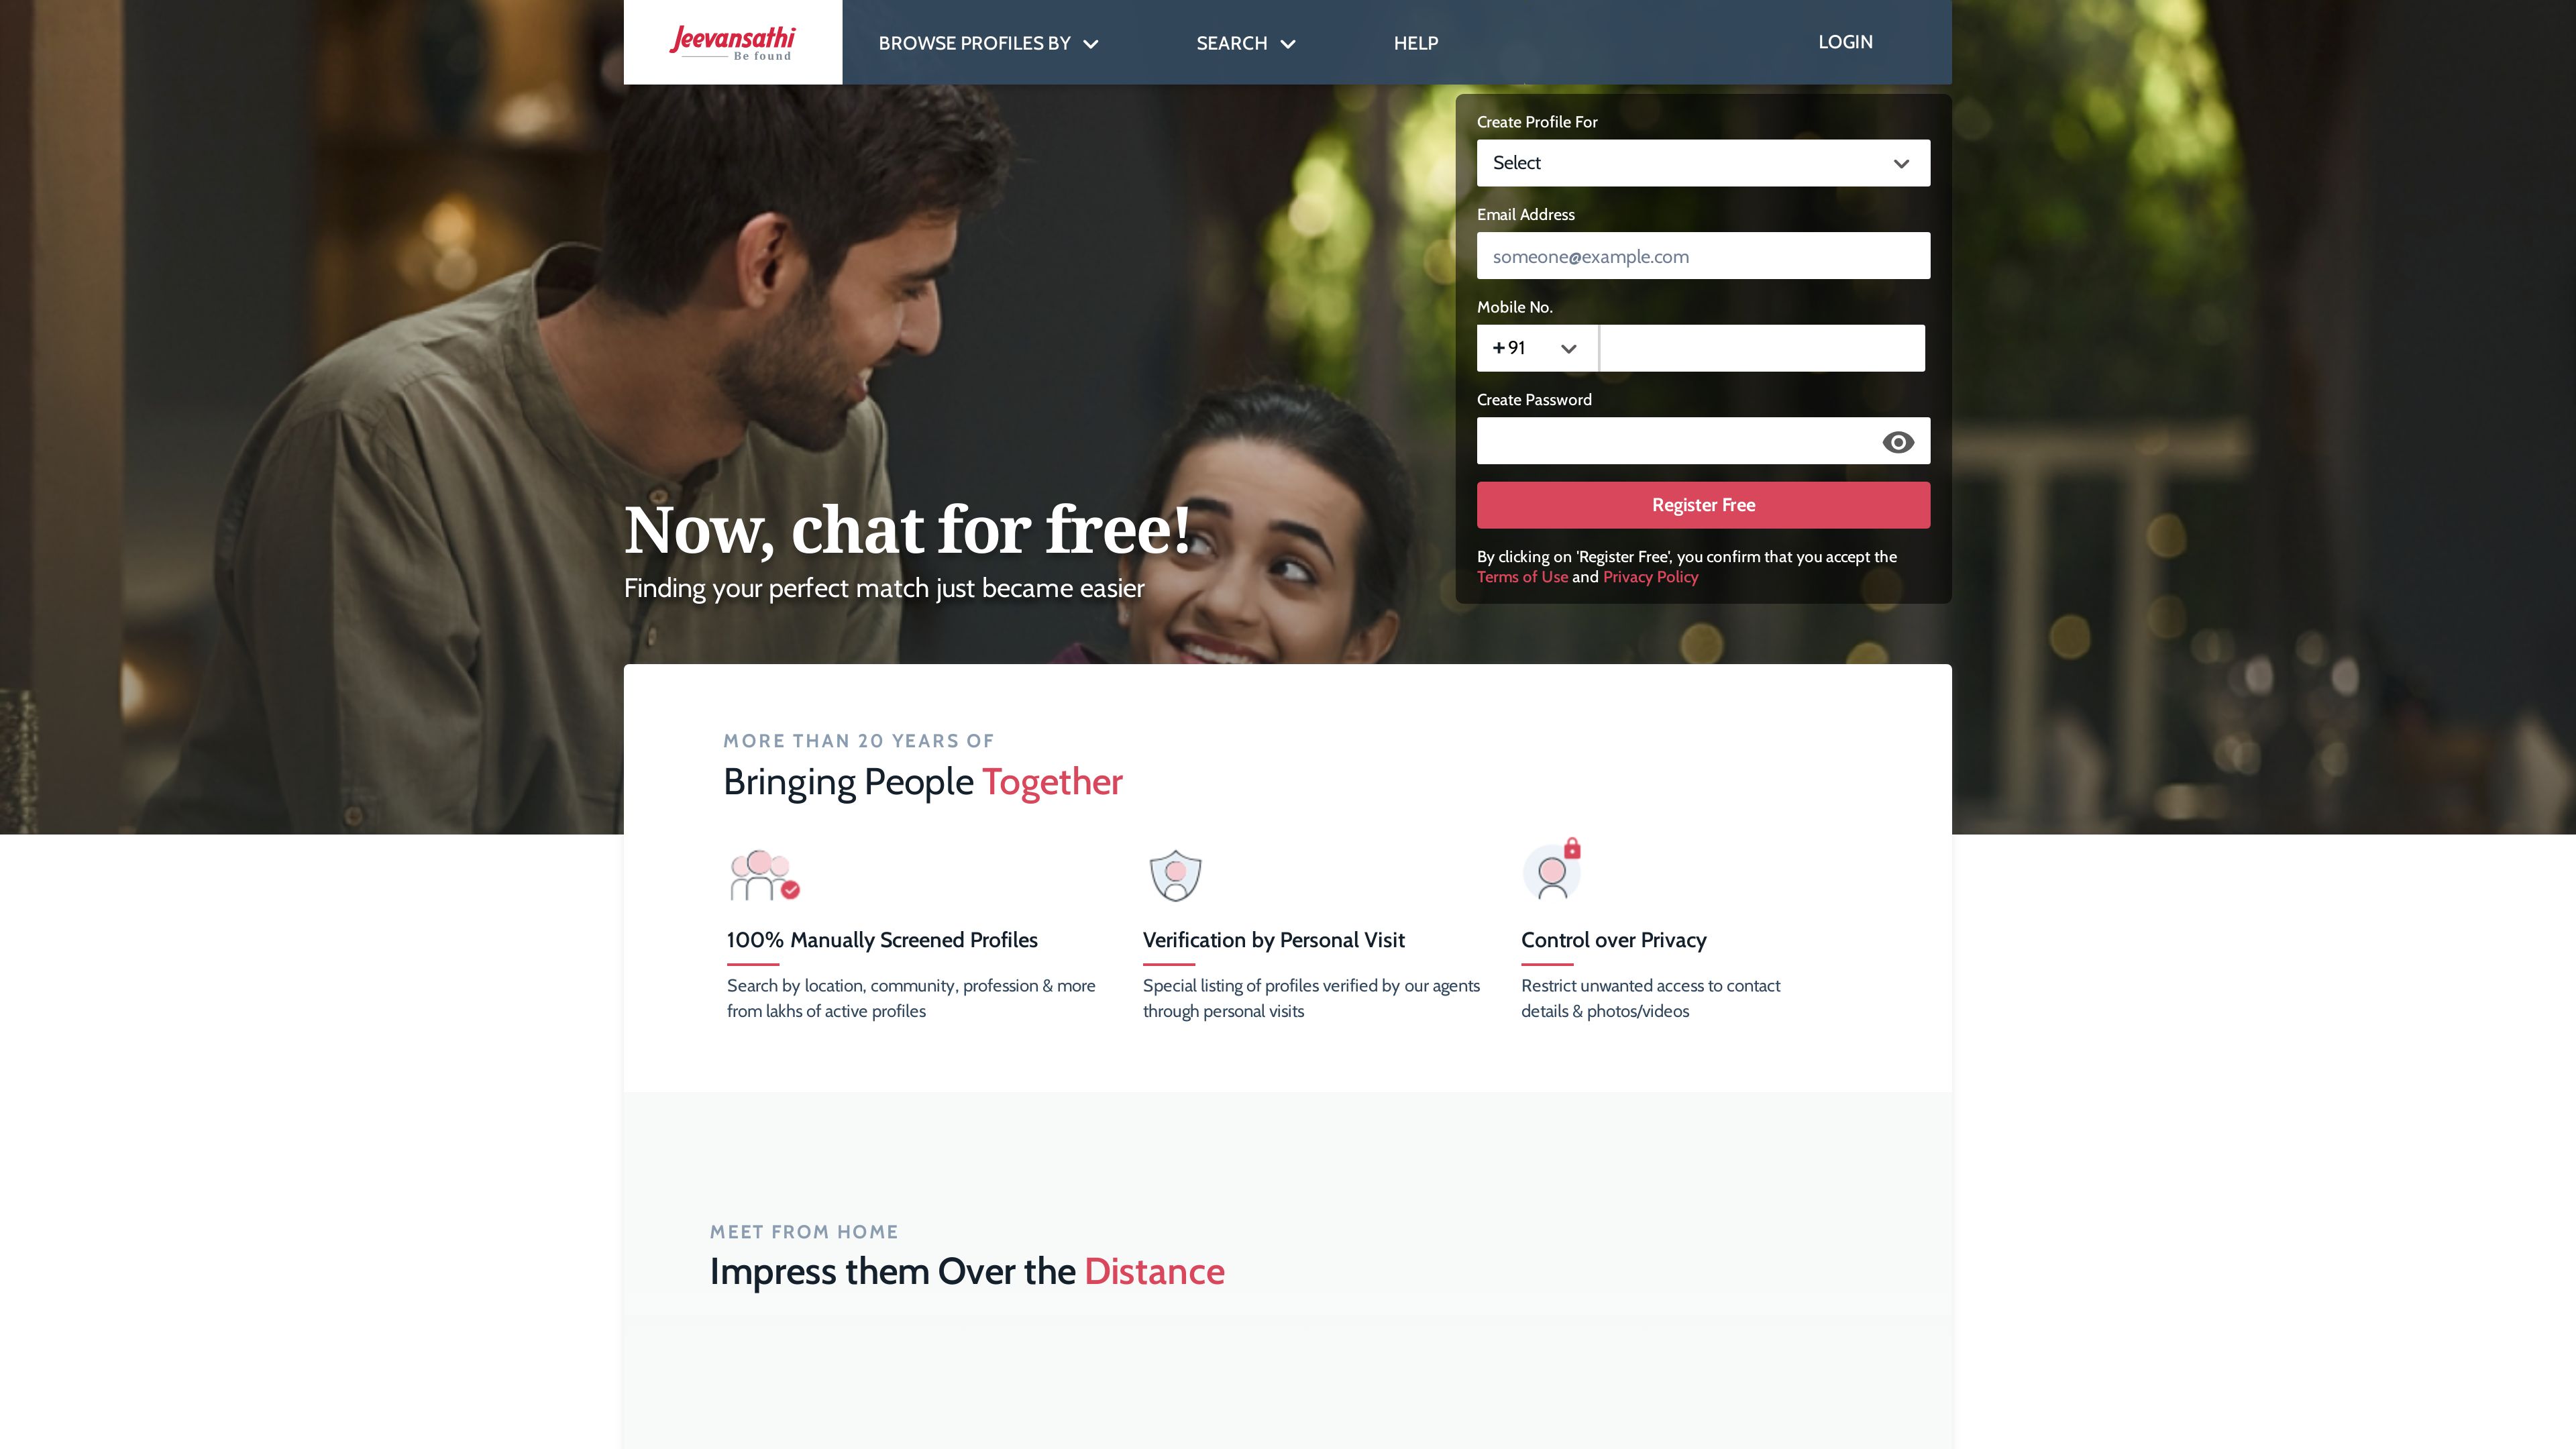 Jeevansathi
Be found
BROWSE PROFILES BY
SEARCH
HELP
LOGIN
Create Profile For
Select
Email Address
someone@example.com
Mobile No.
+91
Create Password
Register Free
By clicking on 'Register Free', you confirm that you accept the
Terms of Use and Privacy Policy
Now, chat for free!
Finding your perfect match just became easier
MORE THAN 20 YEARS OF
Bringing People Together
100% Manually Screened Profiles
Search by location, community, profession & more
from lakhs of active profiles
Verification by Personal Visit
Special listing of profiles verified by our agents
through personal visits
Control over Privacy
Restrict unwanted access to contact
details & photos/videos
MEET FROM HOME
Impress them Over the Distance